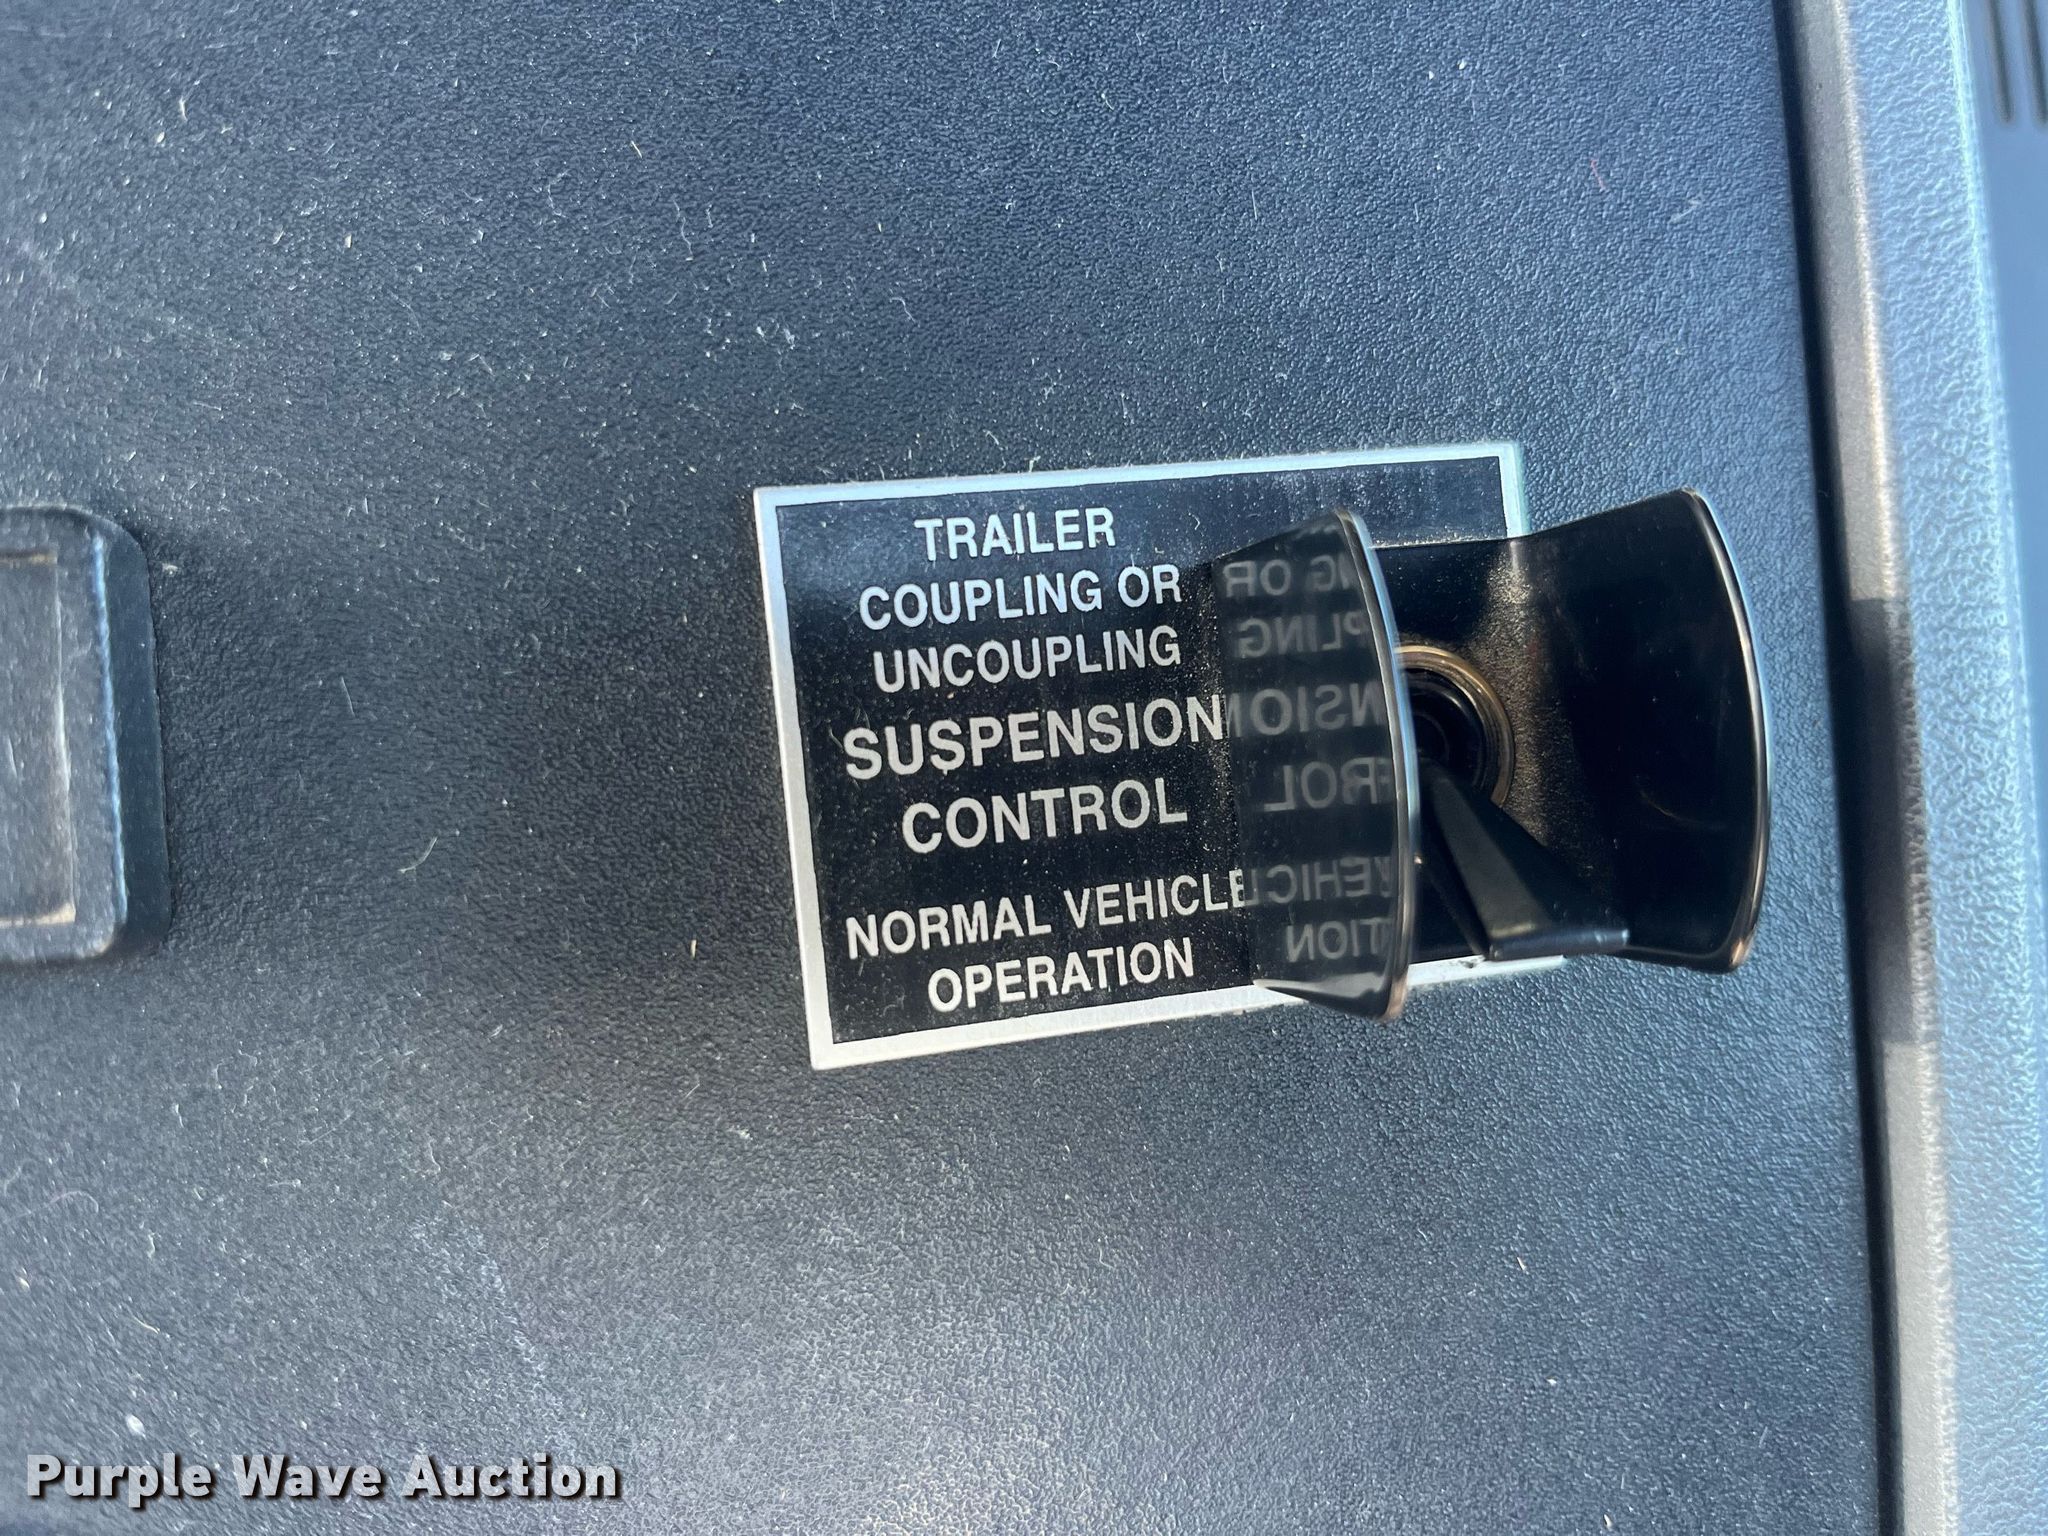 TRAILER
COUPLING OR
UNCOUPLING
SUSPENSION
CONTROL
NORMAL VEHICLE
OPERATION
Purple Wave Auction